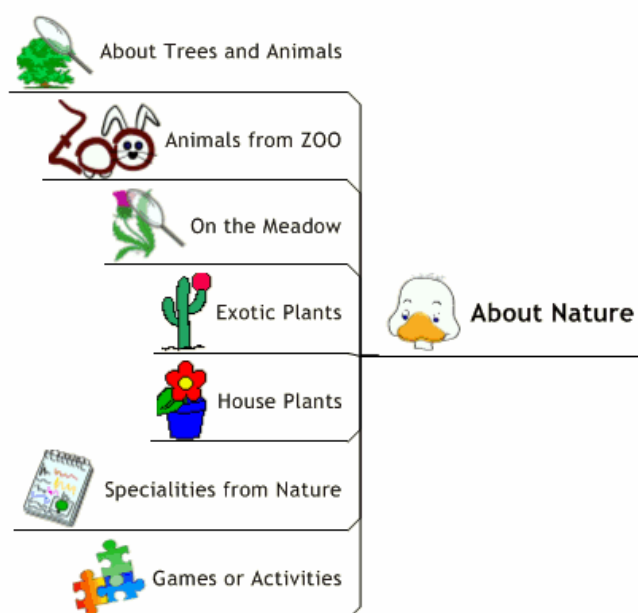 About Trees and Animals
ZOO
Animals from ZOO
On the Meadow
Exotic Plants
About Nature
House Plants
Specialities from Nature
Games or Activities